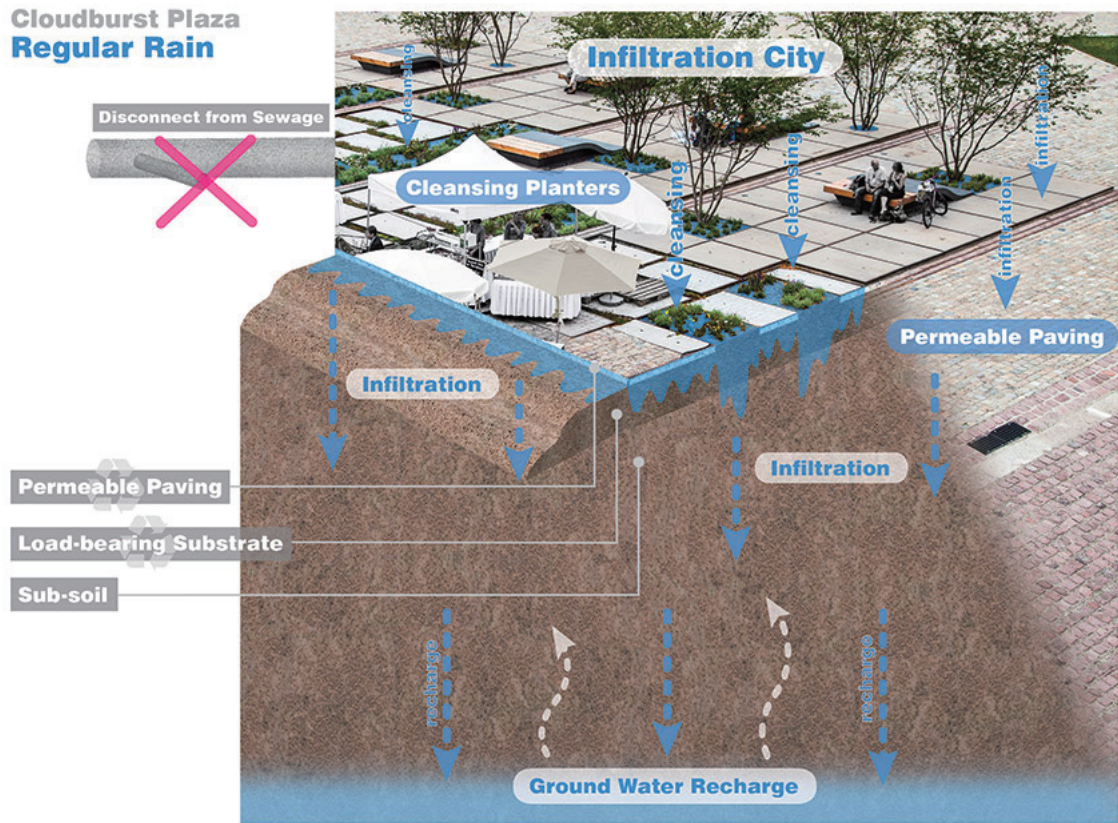 Cloudburst Plaza
Regular Rain
Infiltration City
Disconnect from Sewage
cleansing
infiltration
Cleansing Planters
cleansing
cleansing
infiltration
Permeable Paving
Infiltration
Infiltration
Permeable Paving
Load-bearing Substrate
Sub-soil
recharge
recharge
Ground Water Recharge